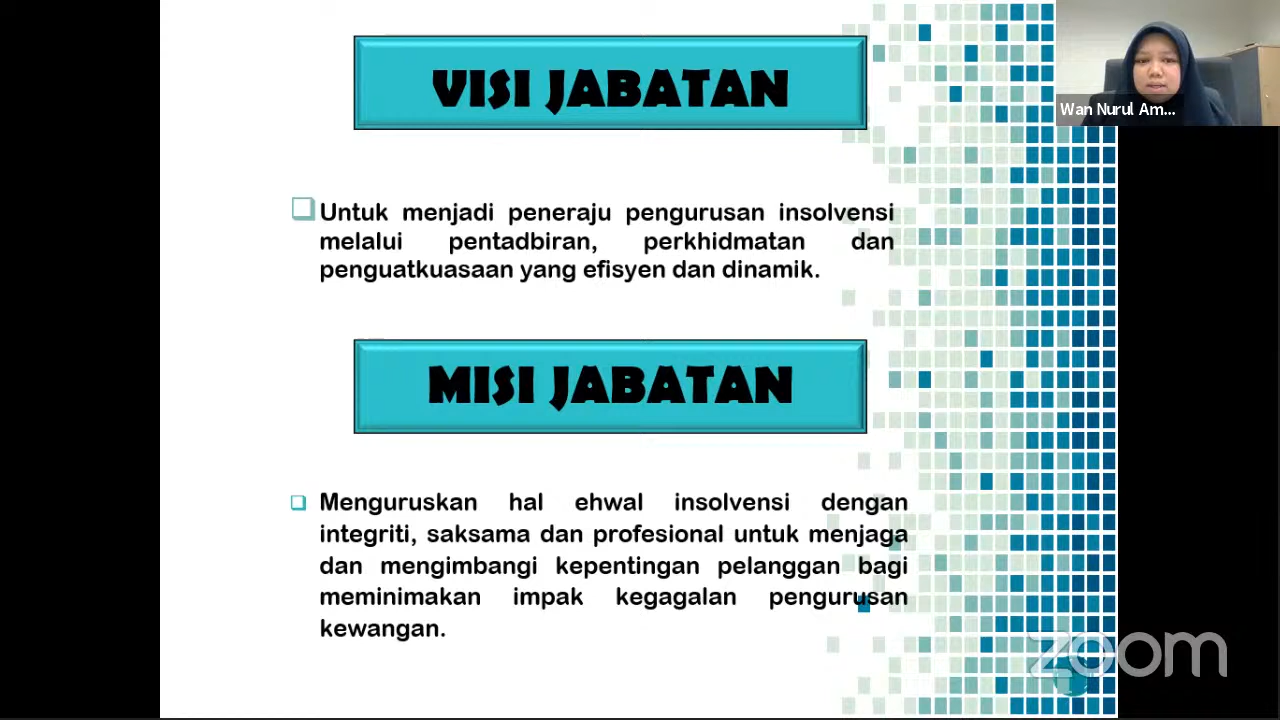 VISI JABATAN
Wan Nurul Am...
Untuk menjadi peneraju pengurusan insolvensi
melalui pentadbiran, perkhidmatan dan
penguatkuasaan yang efisyen dan dinamik.
MISI JABATAN
Menguruskan hal ehwal insolvensi dengan
integriti, saksama dan profesional untuk menjaga
dan mengimbangi kepentingan pelanggan bagi
meminimakan impak kegagalan pengurusan
kewangan.
zoom